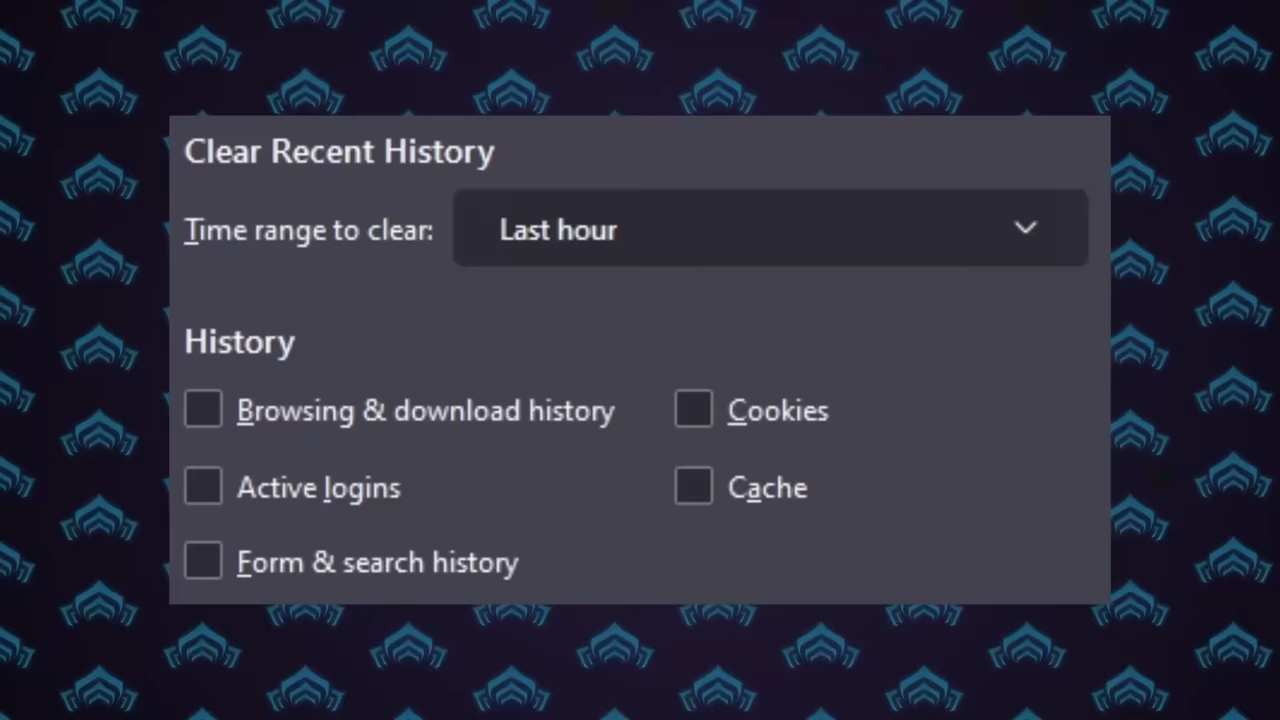 Clear Recent History
Time range to clear: Last hour
History
Browsing & download history Cookies
Active logins Cache
Form & search history